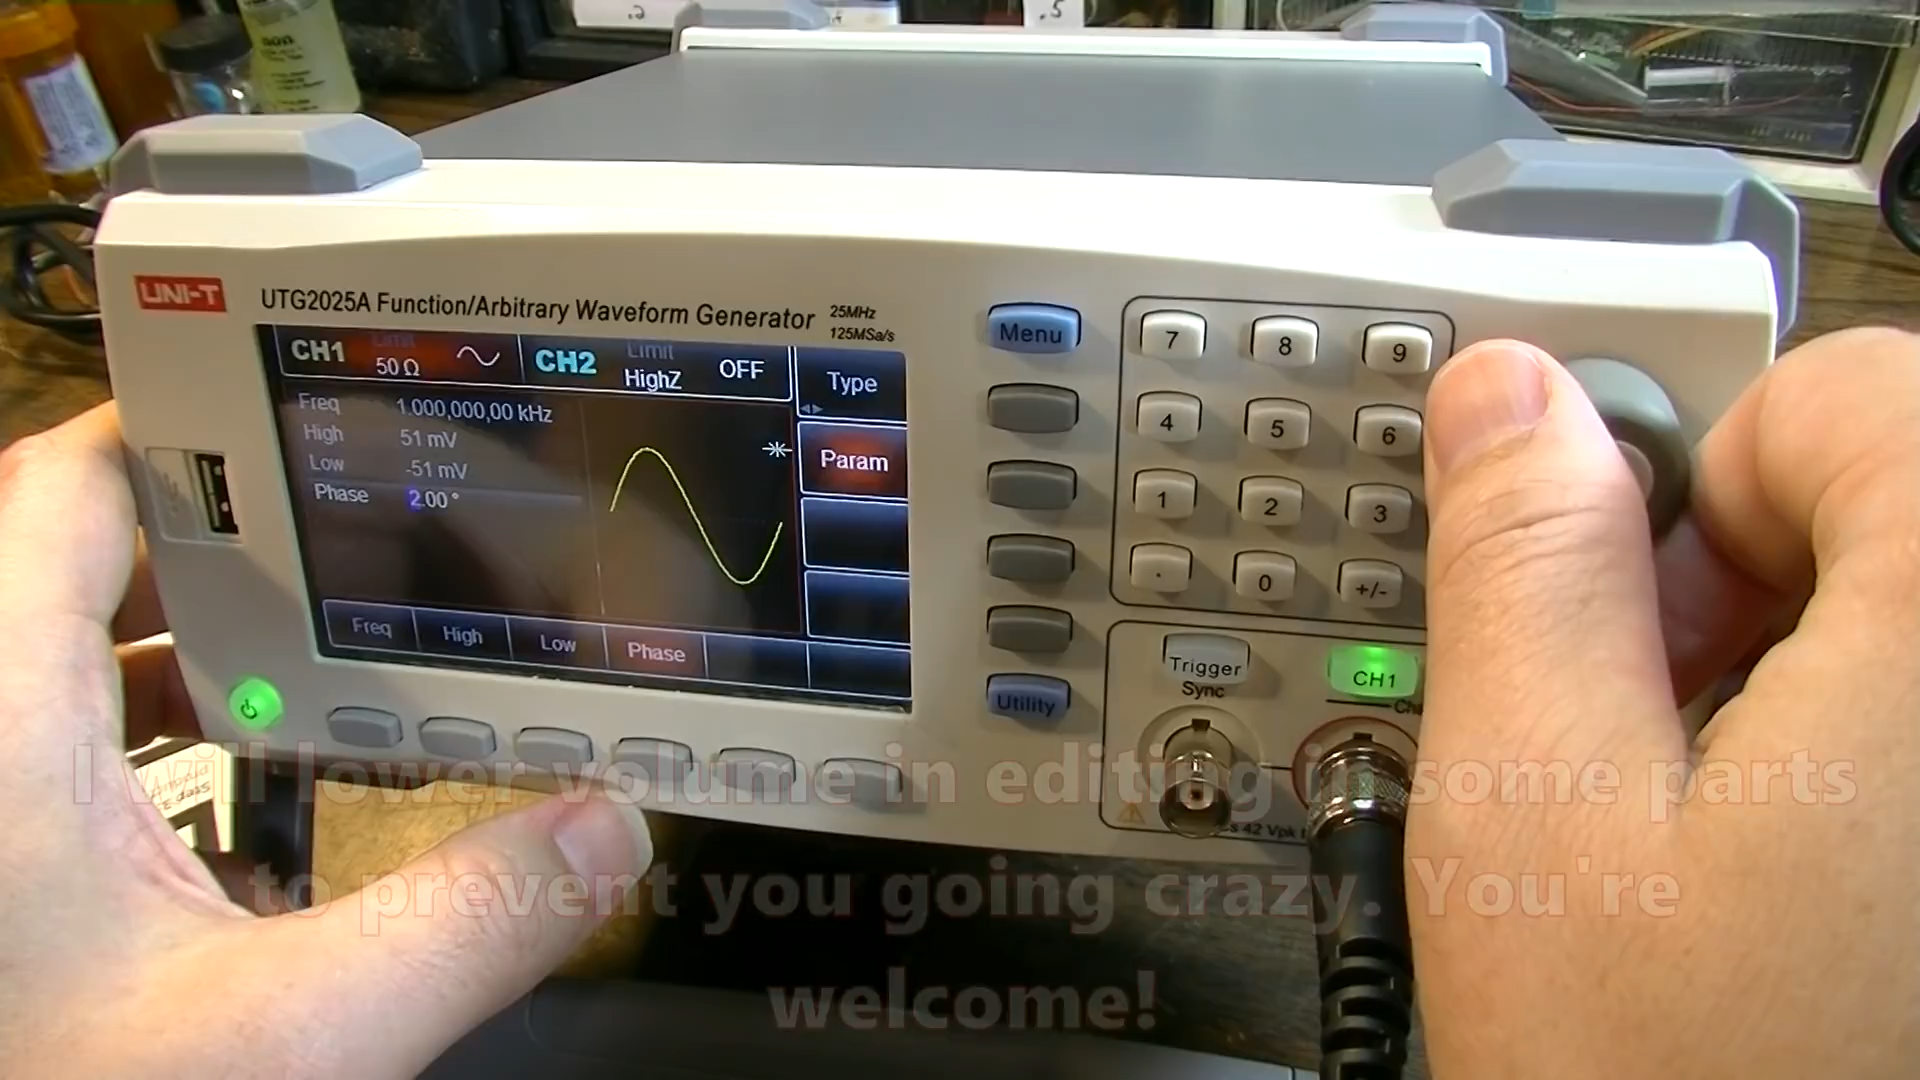 .2
.5
UNI-T
UTG2025A Function/Arbitrary Waveform Generator
25MHz
125MSa/s
CH1
Limit
50 Ω
CH2
Limit
HighZ
OFF
Type
Freq 1.000,000,00 kHz
High 51 mV
Low -51 mV
Phase 2.00 °
Param
Freq High Low Phase
Menu
Utility
7 8 9
4 5 6
1 2 3
. 0 +/-
Trigger
Sync
CH1
42 Vpk
I will lower volume in editing in some parts
to prevent you going crazy. You're
welcome!